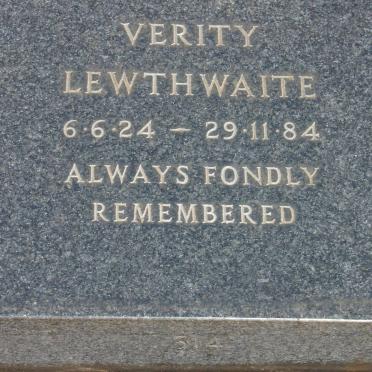 VERITY
LEWTHWAITE
6·6·24 — 29·11·84
ALWAYS FONDLY
REMEMBERED
514